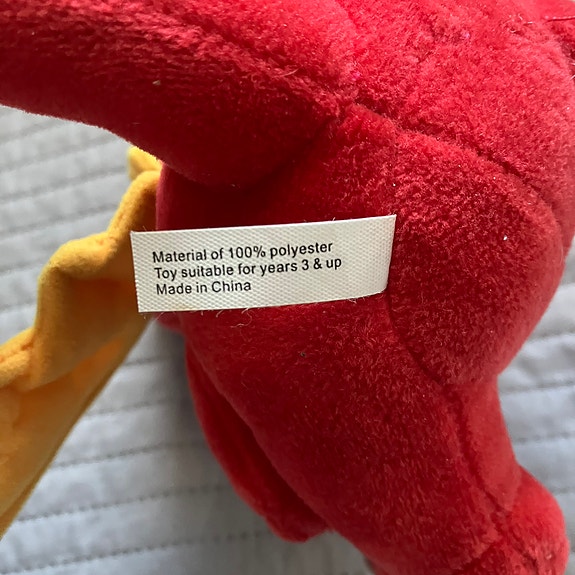 Material of 100% polyester
Toy suitable for years 3 & up
Made in China